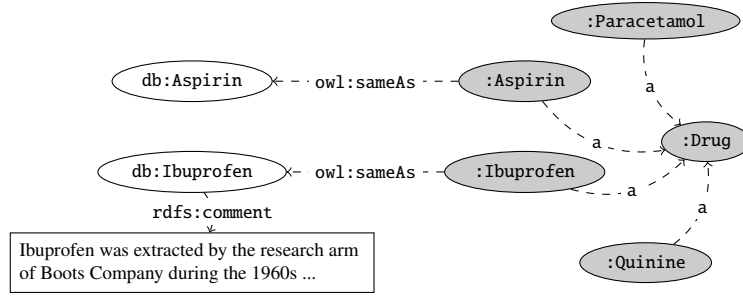 :Paracetamol
db:Aspirin owl:sameAs :Aspirin
a
a :Drug
db:Ibuprofen owl:sameAs :Ibuprofen
a
rdfs:comment a
Ibuprofen was extracted by the research arm
of Boots Company during the 1960s ...
:Quinine